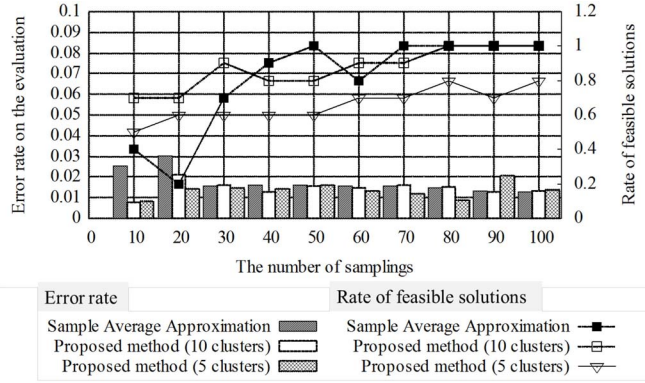 0.1
0.09
0.08
0.07
0.06
0.05
0.04
0.03
0.02
0.01
0
Error rate on the evaluation
1.2
1
0.8
0.6
0.4
0.2
0
Rate of feasible solutions
0 10 20 30 40 50 60 70 80 90 100
The number of samplings
Error rate
Sample Average Approximation
Proposed method (10 clusters)
Proposed method (5 clusters)
Rate of feasible solutions
Sample Average Approximation
Proposed method (10 clusters)
Proposed method (5 clusters)